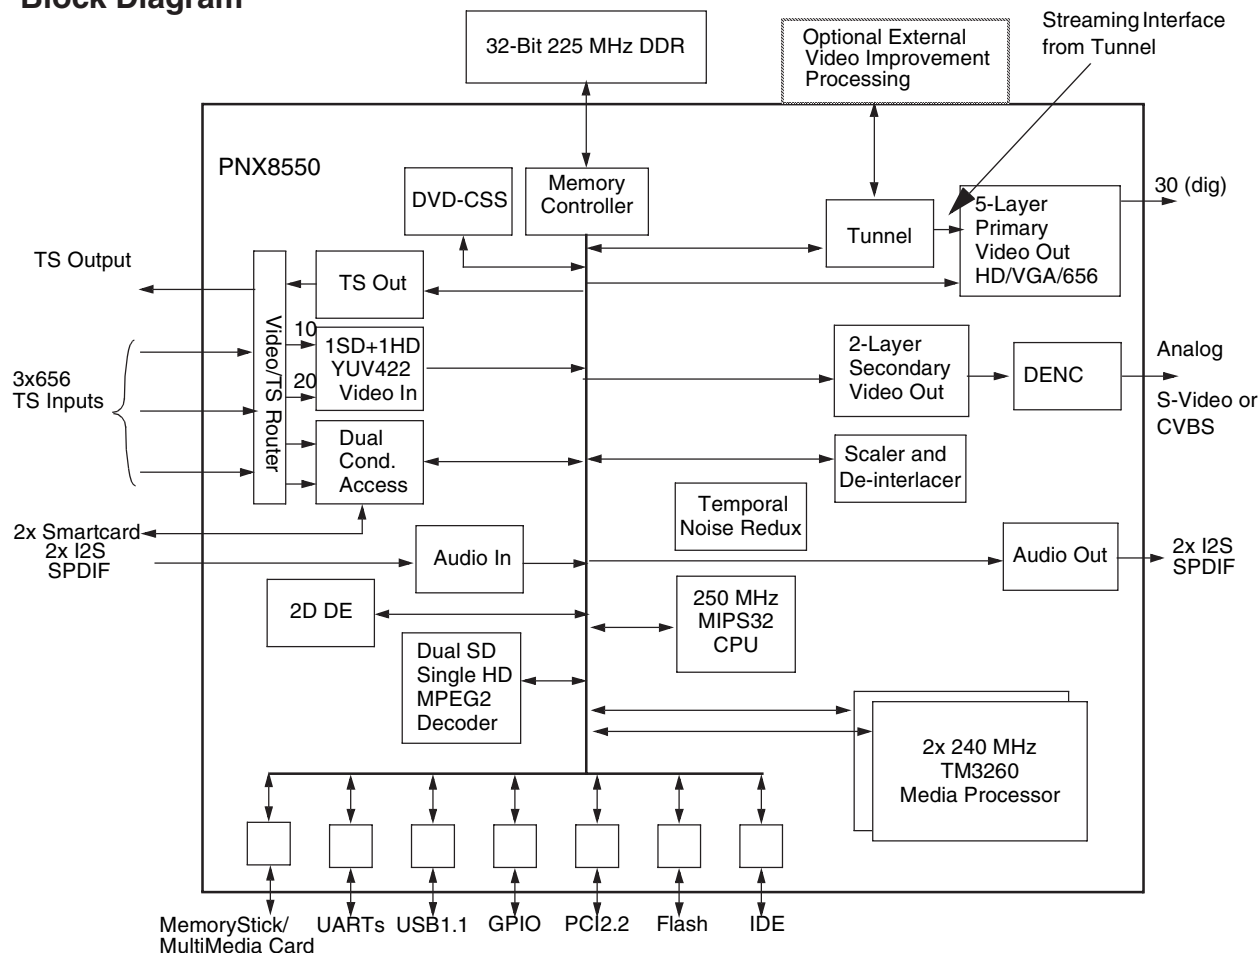 Block Diagram
32-Bit 225 MHz DDR
Optional External
Video Improvement
Processing
Streaming Interface
from Tunnel
PNX8550
DVD-CSS
Memory
Controller
Tunnel
5-Layer
Primary
Video Out
HD/VGA/656
30 (dig)
TS Output
TS Out
Video/TS Router
10
20
1SD+1HD
YUV422
Video In
3x656
TS Inputs
Dual
Cond.
Access
2-Layer
Secondary
Video Out
DENC
Analog
S-Video or
CVBS
Scaler and
De-interlacer
Temporal
Noise Redux
2x Smartcard
2x I2S
SPDIF
Audio In
Audio Out
2x I2S
SPDIF
2D DE
250 MHz
MIPS32
CPU
Dual SD
Single HD
MPEG2
Decoder
2x 240 MHz
TM3260
Media Processor
MemoryStick/
MultiMedia Card
UARTs
USB1.1
GPIO
PCI2.2
Flash
IDE